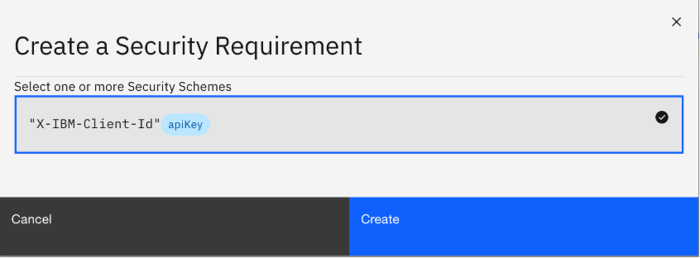 Create a Security Requirement
Select one or more Security Schemes
"X-IBM-Client-Id" apiKey
Cancel Create